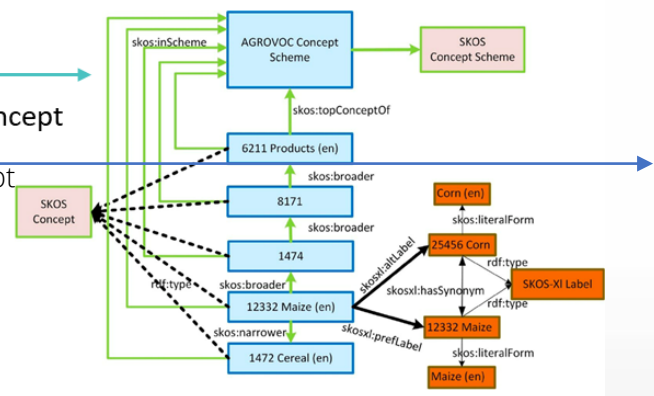 skos:inScheme
AGROVOC Concept
Scheme
SKOS
Concept Scheme
ncept
skos:topConceptOf
6211 Products (en)
pt
skos:broader
SKOS
Concept
8171
Corn (en)
skos:literalForm
skos:broader
skosxl:altLabel
25456 Corn
1474
rdf:type
rdf:type
skos:broader
skosxl:hasSynonym
SKOS-Xl Label
12332 Maize (en)
rdf:type
skos:narrower
skosxl:prefLabel
12332 Maize
1472 Cereal (en)
skos:literalForm
Maize (en)